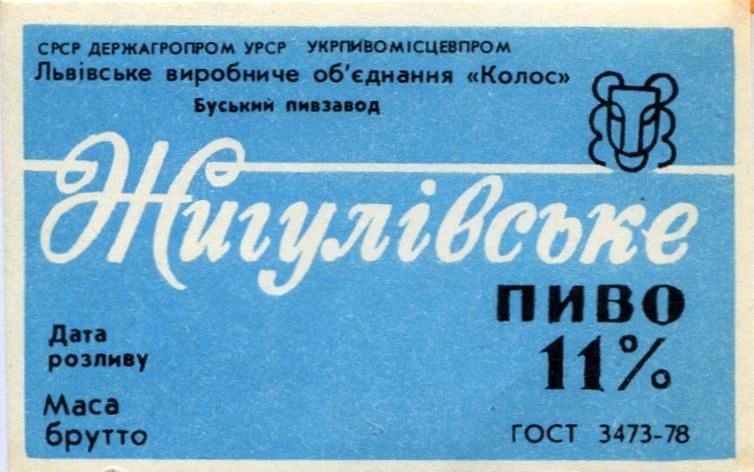 СРСР ДЕРЖАГРОПРОМ УРСР УКРПИВОМІСЦЕВПРОМ
Львівське виробниче об'єднання «Колос»
Буський пивзавод
Жигулівське
ПИВО
11%
Дата
розливу
Маса
брутто
ГОСТ 3473-78